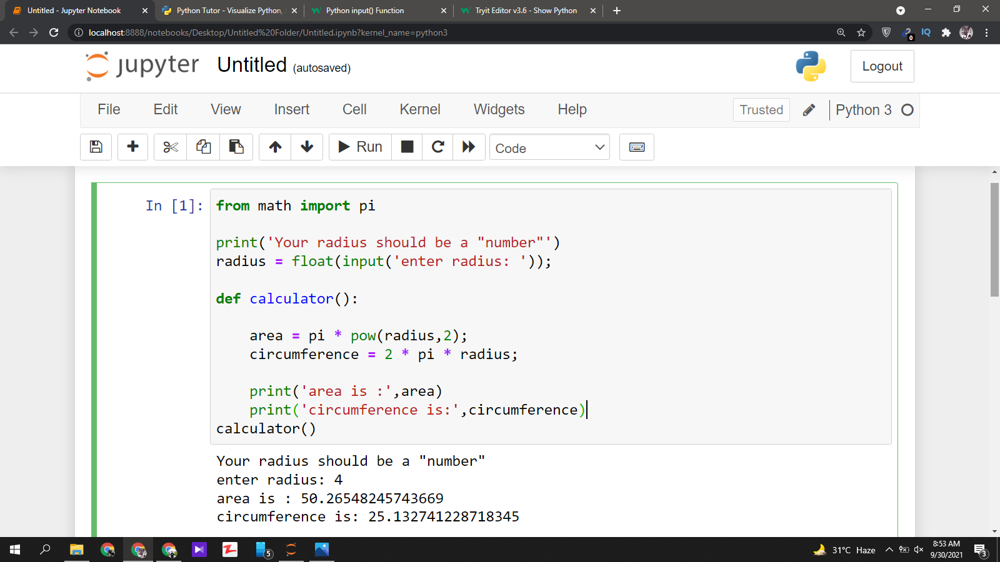 Untitled - Jupyter Notebook
Python Tutor - Visualize Python,
Python input() Function
Tryit Editor v3.6 - Show Python
localhost:8888/notebooks/Desktop/Untitled%20Folder/Untitled.ipynb?kernel_name=python3
0
IQ
jupyter Untitled (autosaved)
Logout
File Edit View Insert Cell Kernel Widgets Help
Trusted Python 3
Run Code
In [1]: from math import pi
print('Your radius should be a "number"')
radius = float(input('enter radius: '));
def calculator():
area = pi * pow(radius,2);
circumference = 2 * pi * radius;
print('area is :',area)
print('circumference is:',circumference)
calculator()
Your radius should be a "number"
enter radius: 4
area is : 50.26548245743669
circumference is: 25.132741228718345
5
31°C Haze
8:53 AM
9/30/2021
3